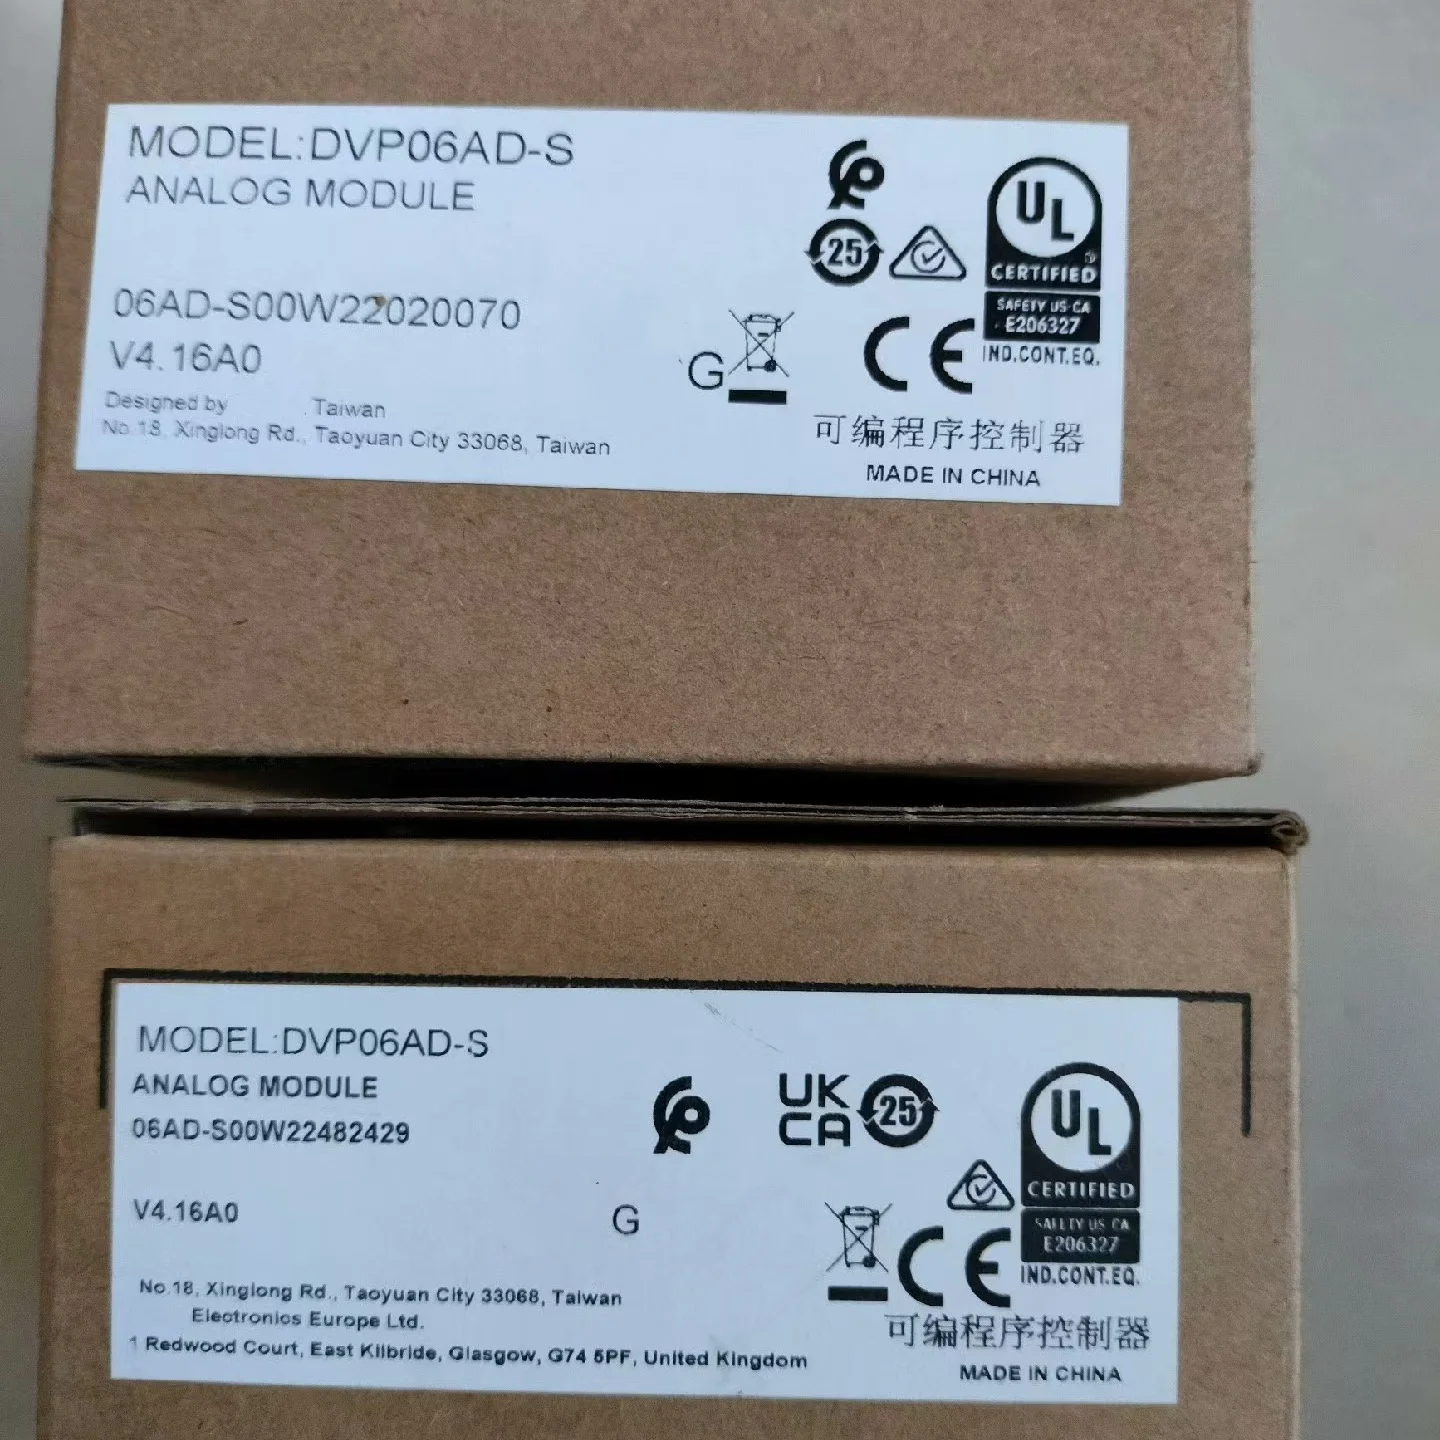 MODEL:DVP06AD-S
ANALOG MODULE
06AD-S00W22020070
V4.16A0
Designed by Taiwan
No.18, Xinglong Rd., Taoyuan City 33068, Taiwan
25
UL
®
CERTIFIED
SAFETY US CA
E206327
IND.CONT.EQ.
G
CE
可编程序控制器
MADE IN CHINA
MODEL:DVP06AD-S
ANALOG MODULE
06AD-S00W22482429
V4.16A0
G
No.18, Xinglong Rd., Taoyuan City 33068, Taiwan
Electronics Europe Ltd.
1 Redwood Court, East Kilbride, Glasgow, G74 5PF, United Kingdom
UK
CA
25
UL
CERTIFIED
SAFETY US CA
E206327
IND.CONT.EQ.
CE
可编程序控制器
MADE IN CHINA